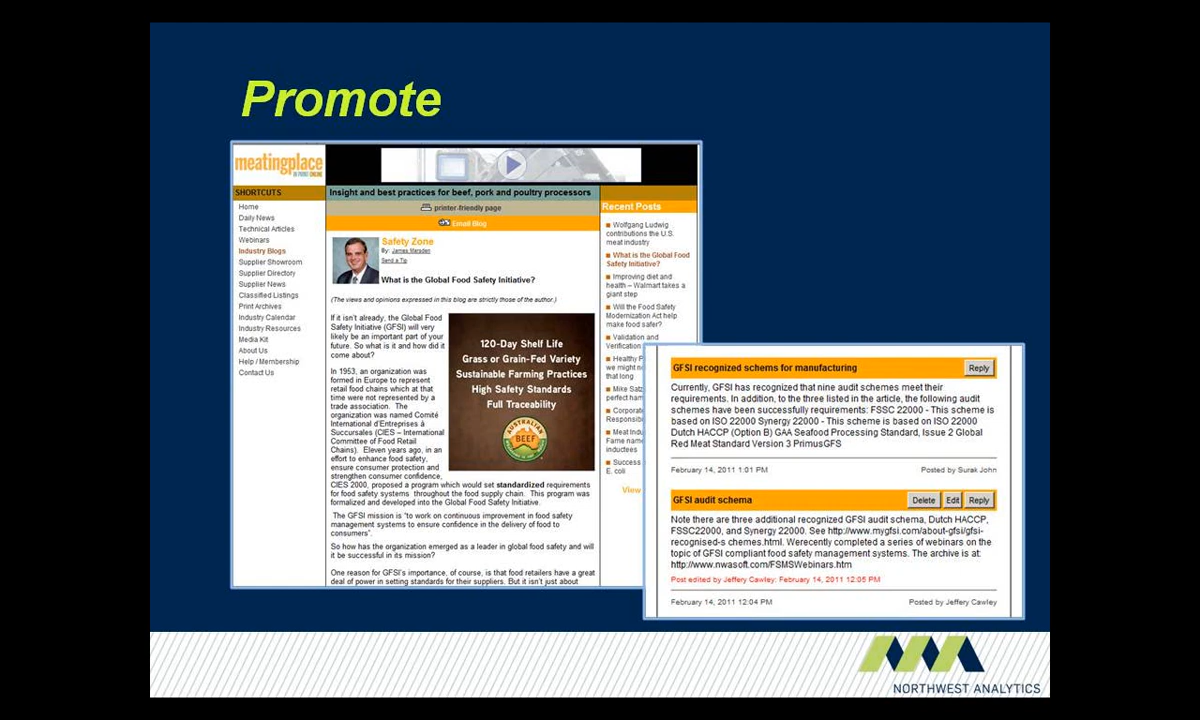 Promote
meatingplace
IN PRINT ONLINE
SHORTCUTS
Home
Daily News
Technical Articles
Webinars
Industry Blogs
Supplier Showroom
Supplier Directory
Supplier News
Classified Listings
Print Archives
Industry Calendar
Industry Resources
Media Kit
About Us
Help / Membership
Contact Us
Insight and best practices for beef, pork and poultry processors
printer-friendly page
Email Blog
Safety Zone
By: James Marsden
Send a Tip
What is the Global Food Safety Initiative?
(The views and opinions expressed in this blog are strictly those of the author.)
If it isn't already, the Global Food
Safety Initiative (GFSI) will very
likely be an important part of your
future. So what is it and how did it
come about?
In 1953, an organization was
formed in Europe to represent
retail food chains which at that
time were not represented by a
trade association. The
organization was named Comité
International d'Entreprises à
Succursales (CIES – International
Committee of Food Retail
Chains). Eleven years ago, in an
effort to enhance food safety,
ensure consumer protection and
strengthen consumer confidence,
CIES 2000, proposed a program which would set standardized requirements
for food safety systems throughout the food supply chain. This program was
formalized and developed into the Global Food Safety Initiative.
The GFSI mission is "to work on continuous improvement in food safety
management systems to ensure confidence in the delivery of food to
consumers".
So how has the organization emerged as a leader in global food safety and will
it be successful in its mission?
One reason for GFSI's importance, of course, is that food retailers have a great
deal of power in setting standards for their suppliers. But it isn't just about
120-Day Shelf Life
Grass or Grain-Fed Variety
Sustainable Farming Practices
High Safety Standards
Full Traceability
AUSTRALIAN
BEEF
Recent Posts
Wolfgang Ludwig
contributions the U.S.
meat industry
What is the Global Food
Safety Initiative?
Improving diet and
health – Walmart takes a
giant step
Will the Food Safety
Modernization Act help
make food safer?
Validation and
Verification
Healthy P
we might n
that long
Mike Satz
perfect ham
Corporat
Responsibi
Meat Indu
Fame name
inductees
Success
E. coli
View
GFSI recognized schems for manufacturing
Reply
Currently, GFSI has recognized that nine audit schemes meet their
requirements. In addition, to the three listed in the article, the following audit
schemes have been successfully requirements: FSSC 22000 - This scheme is
based on ISO 22000 Synergy 22000 - This scheme is based on ISO 22000
Dutch HACCP (Option B) GAA Seafood Processing Standard, Issue 2 Global
Red Meat Standard Version 3 PrimusGFS
February 14, 2011 1:01 PM Posted by Surak John
GFSI audit schema
Delete Edit Reply
Note there are three additional recognized GFSI audit schema, Dutch HACCP,
FSSC22000, and Synergy 22000. See http://www.mygfsi.com/about-gfsi/gfsi-
recognised-s chemes.html. Werecently completed a series of webinars on the
topic of GFSI compliant food safety management systems. The archive is at:
http://www.nwasoft.com/FSMSWebinars.htm
Post edited by Jeffery Cawley: February 14, 2011 12:05 PM
February 14, 2011 12:04 PM Posted by Jeffery Cawley
NORTHWEST ANALYTICS